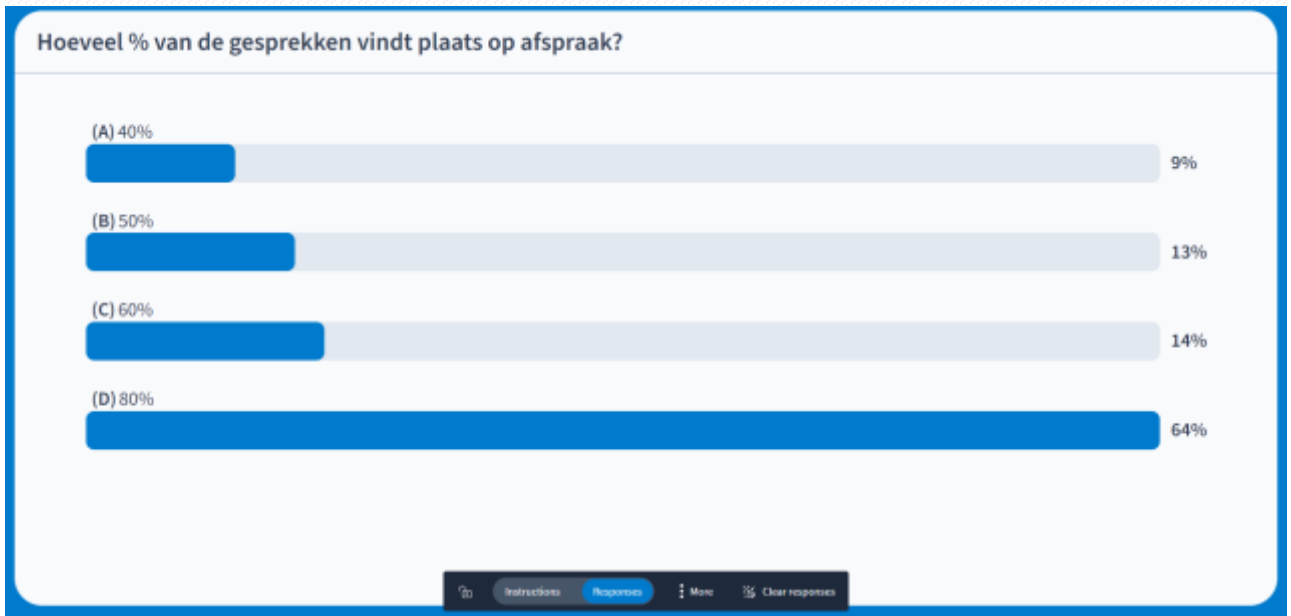 Hoeveel % van de gesprekken vindt plaats op afspraak?
(A) 40%
9%
(B) 50%
13%
(C) 60%
14%
(D) 80%
64%
Instructions Responses More Clear responses